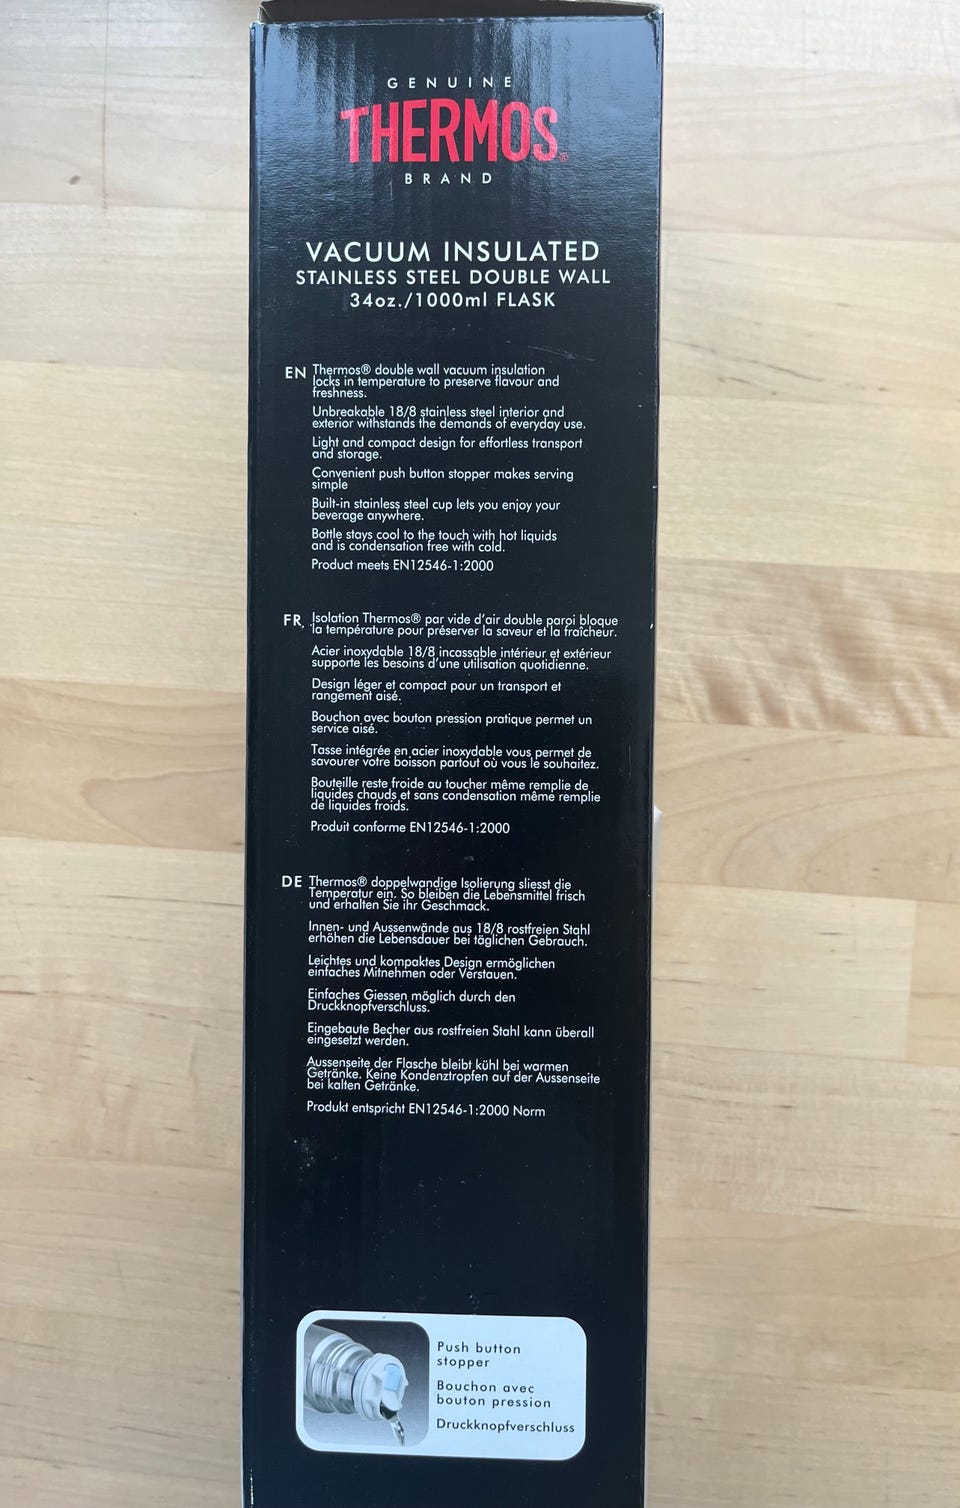 GENUINE
THERMOS®
BRAND
VACUUM INSULATED
STAINLESS STEEL DOUBLE WALL
34oz./1000ml FLASK
EN Thermos® double wall vacuum insulation
locks in temperature to preserve flavour and
freshness.
Unbreakable 18/8 stainless steel interior and
exterior withstands the demands of everyday use.
Light and compact design for effortless transport
and storage.
Convenient push button stopper makes serving
simple
Built-in stainless steel cup lets you enjoy your
beverage anywhere.
Bottle stays cool to the touch with hot liquids
and is condensation free with cold.
Product meets EN12546-1:2000
FR Isolation Thermos® par vide d'air double paroi bloque
la température pour préserver la saveur et la fraîcheur.
Acier inoxydable 18/8 incassable intérieur et extérieur
supporte les besoins d'une utilisation quotidienne.
Design léger et compact pour un transport et
rangement aisé.
Bouchon avec bouton pression pratique permet un
service aisé.
Tasse intégrée en acier inoxydable vous permet de
savourer votre boisson partout où vous le souhaitez.
Bouteille reste froide au toucher même remplie de
liquides chauds et sans condensation même remplie
de liquides froids.
Produit conforme EN12546-1:2000
DE Thermos® doppelwandige Isolierung sliesst die
Temperatur ein. So bleiben die Lebensmittel frisch
und erhalten Sie ihr Geschmack.
Innen- und Aussenwände aus 18/8 rostfreien Stahl
erhöhen die Lebensdauer bei täglichen Gebrauch.
Leichtes und kompaktes Design ermöglichen
einfaches Mitnehmen oder Verstauen.
Einfaches Giessen möglich durch den
Druckknopfverschluss.
Eingebaute Becher aus rostfreien Stahl kann überall
eingesetzt werden.
Aussenseite der Flasche bleibt kühl bei warmen
Getränke. Keine Kondenztropfen auf der Aussenseite
bei kalten Getränke.
Produkt entspricht EN12546-1:2000 Norm
Push button
stopper
Bouchon avec
bouton pression
Druckknopfverschluss